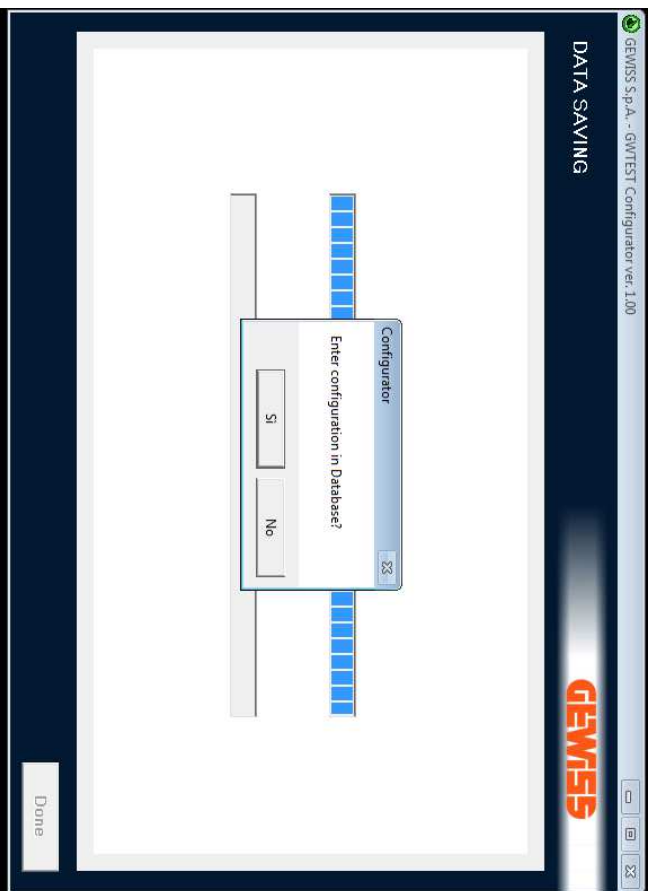 GEWISS S.p.A. - GWTEST Configurator ver. 1.00
DATA SAVING
GEWISS
Configurator
Enter configuration in Database?
Sì
No
Done